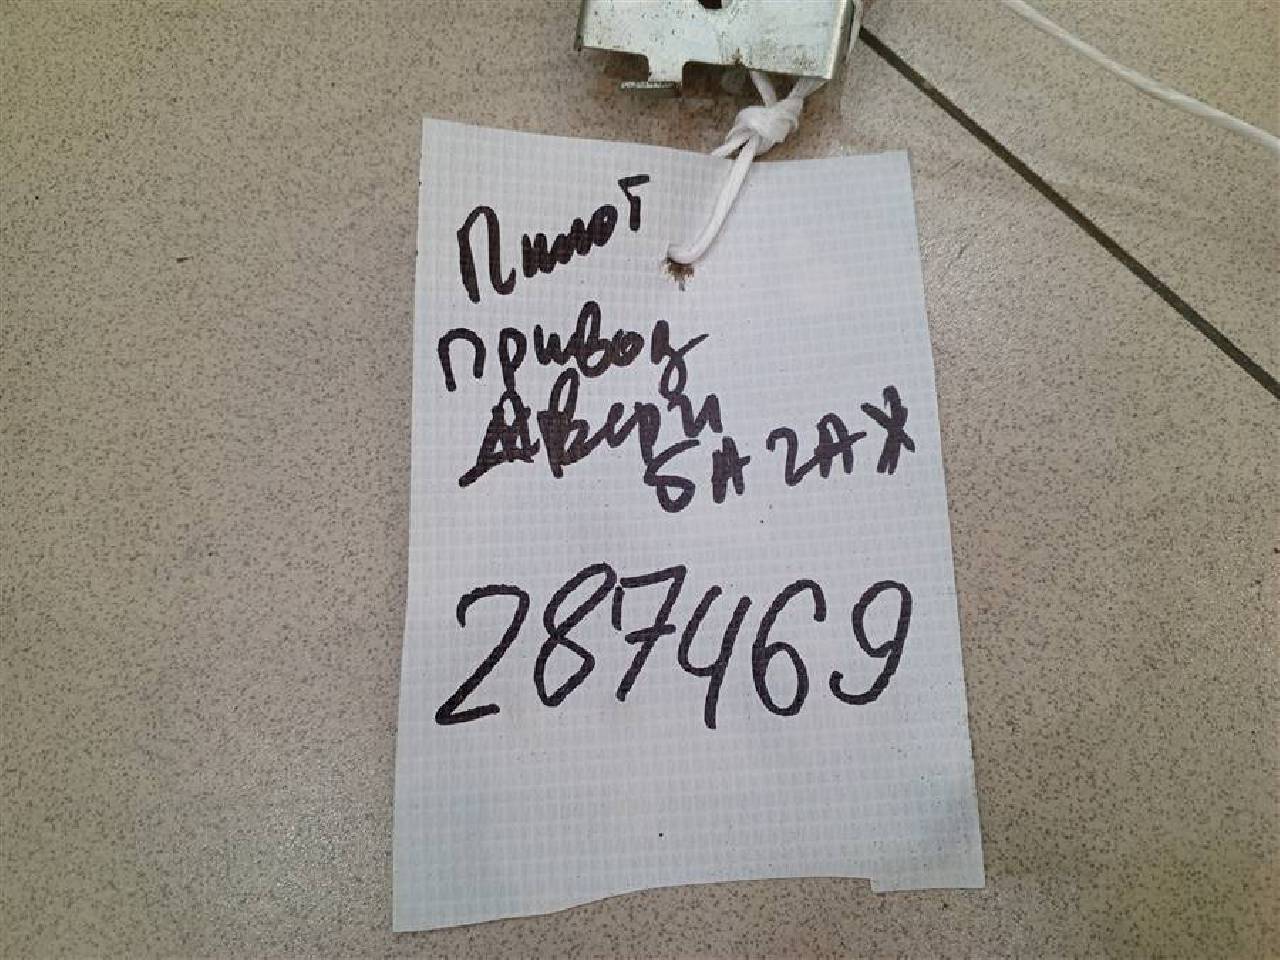 Пилот
привод
двери
багаж
287469